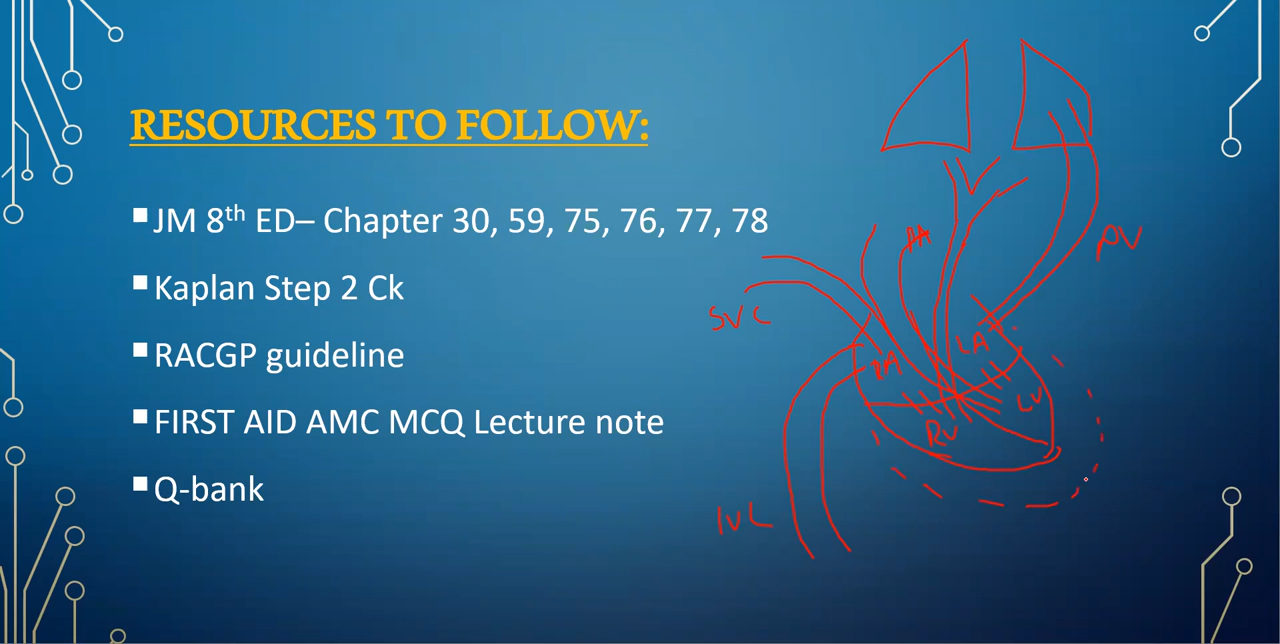 RESOURCES TO FOLLOW:
JM 8th ED– Chapter 30, 59, 75, 76, 77, 78
Kaplan Step 2 Ck
RACGP guideline
FIRST AID AMC MCQ Lecture note
Q-bank
PV
SVC
LA
RA
LV
RV
IVC